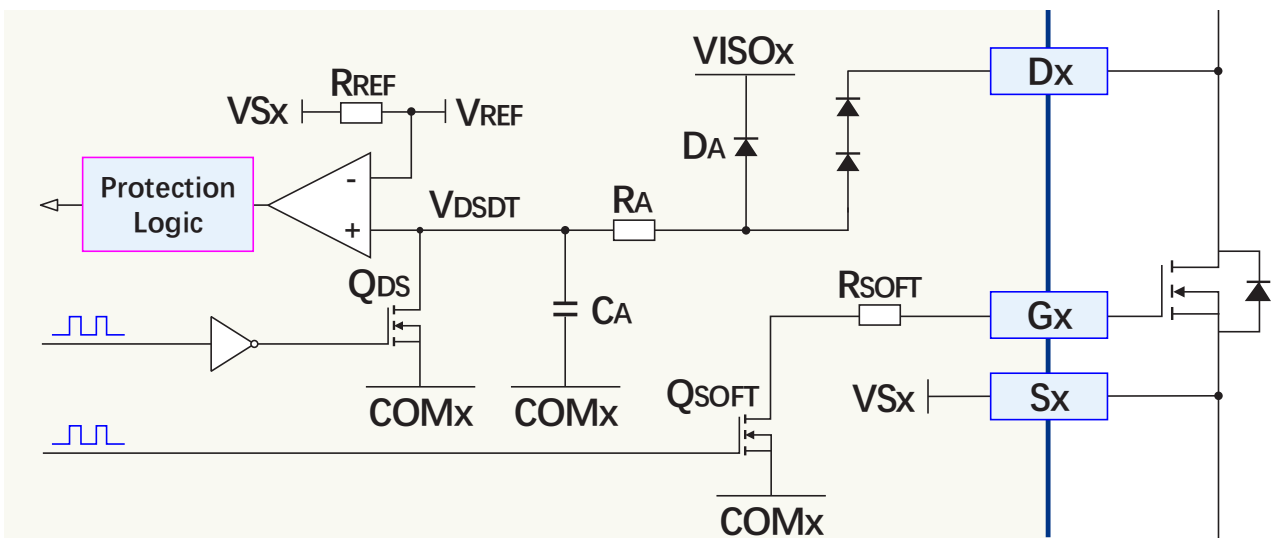 VISOx
Dx
RREF
VSx
VREF
DA
Protection
Logic
-
+
VDSDT
RA
QDS
CA
RSOFT
Gx
COMx
COMx
QSOFT
VSx
Sx
COMx